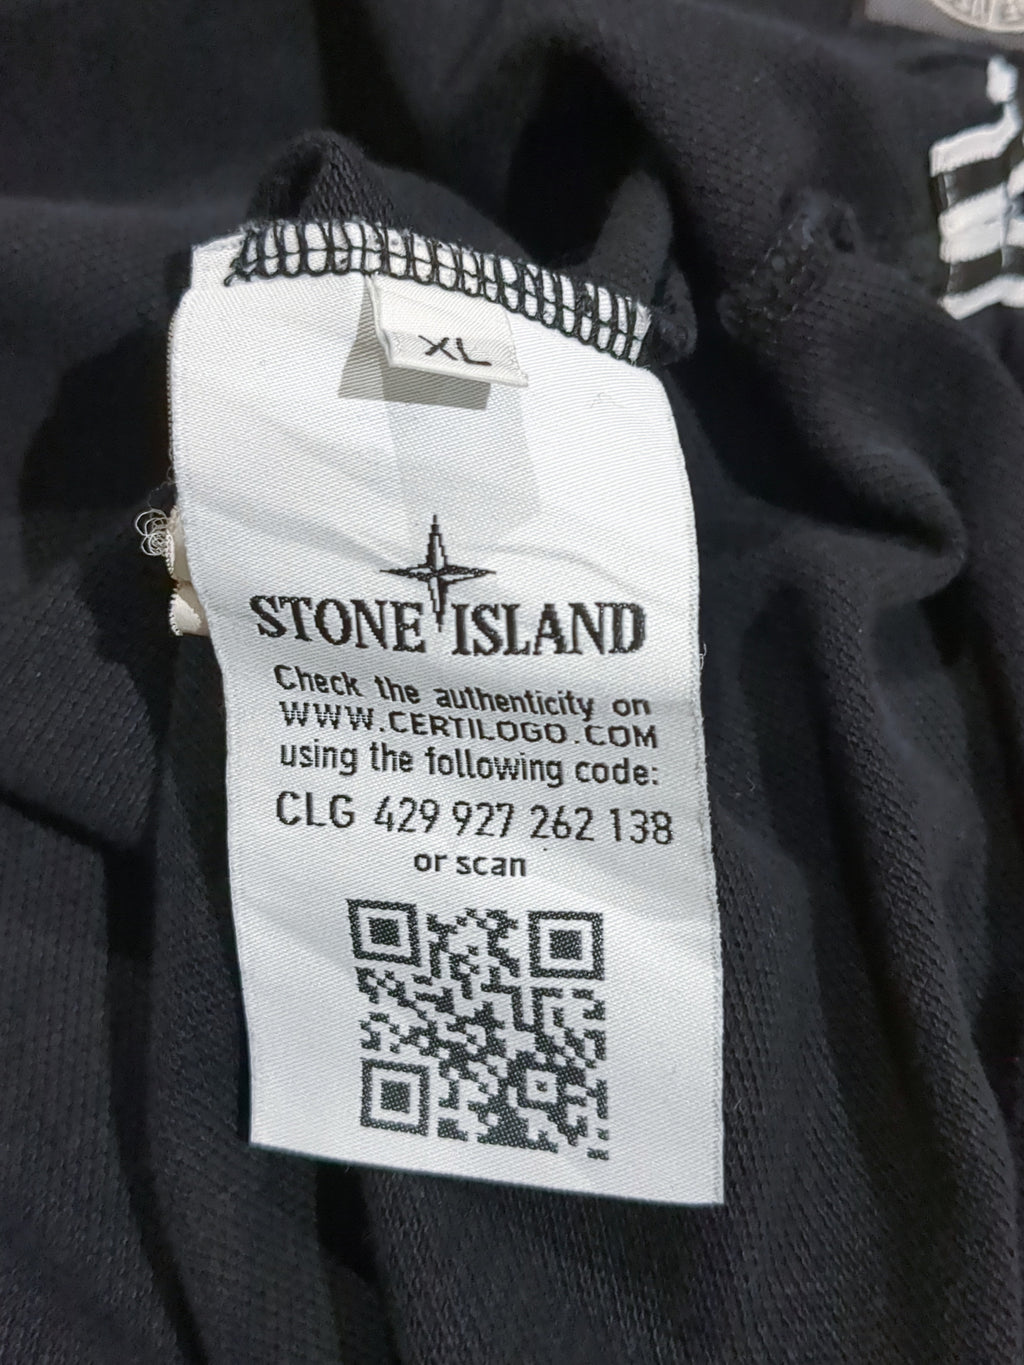 XL
STONE ISLAND
Check the authenticity on
WWW.CERTILOGO.COM
using the following code:
CLG 429 927 262 138
or scan